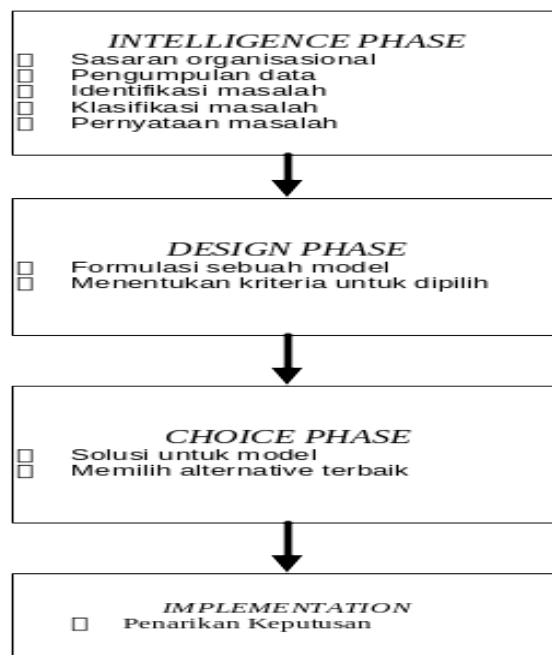 INTELLIGENCE PHASE
Sasaran organisasional
Pengumpulan data
Identifikasi masalah
Klasifikasi masalah
Pernyataan masalah
DESIGN PHASE
Formulasi sebuah model
Menentukan kriteria untuk dipilih
CHOICE PHASE
Solusi untuk model
Memilih alternative terbaik
IMPLEMENTATION
Penarikan Keputusan